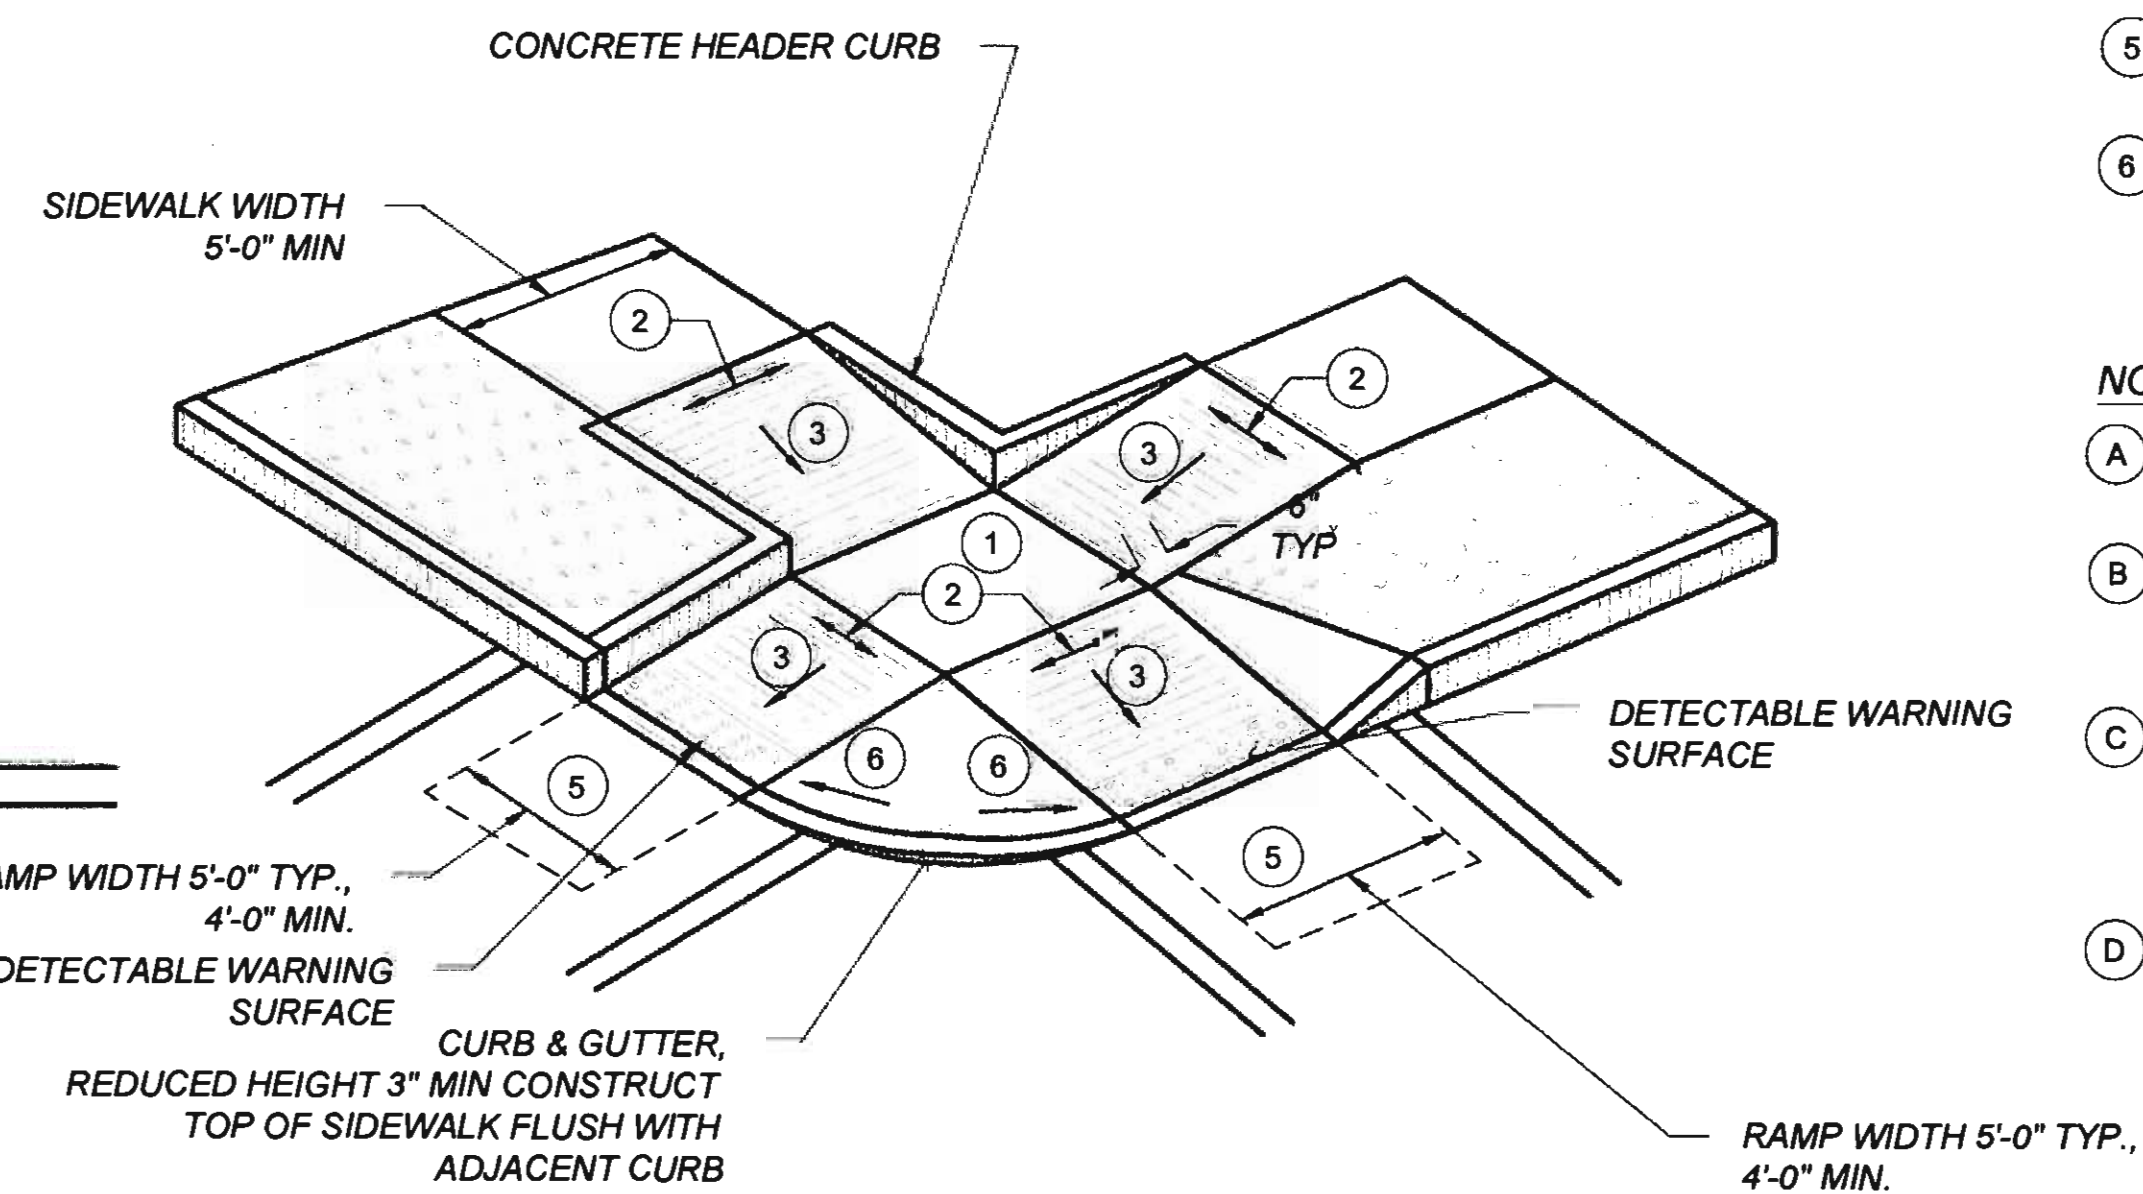 CONCRETE HEADER CURB
5
6
SIDEWALK WIDTH
5'-0" MIN
2
2
3
3
NO
A
6"
TYP
1
B
2
3
3
DETECTABLE WARNING
SURFACE
C
6
6
5
5
AMP WIDTH 5'-0" TYP.,
4'-0" MIN.
DETECTABLE WARNING
SURFACE
D
CURB & GUTTER,
REDUCED HEIGHT 3" MIN CONSTRUCT
TOP OF SIDEWALK FLUSH WITH
ADJACENT CURB
RAMP WIDTH 5'-0" TYP.,
4'-0" MIN.